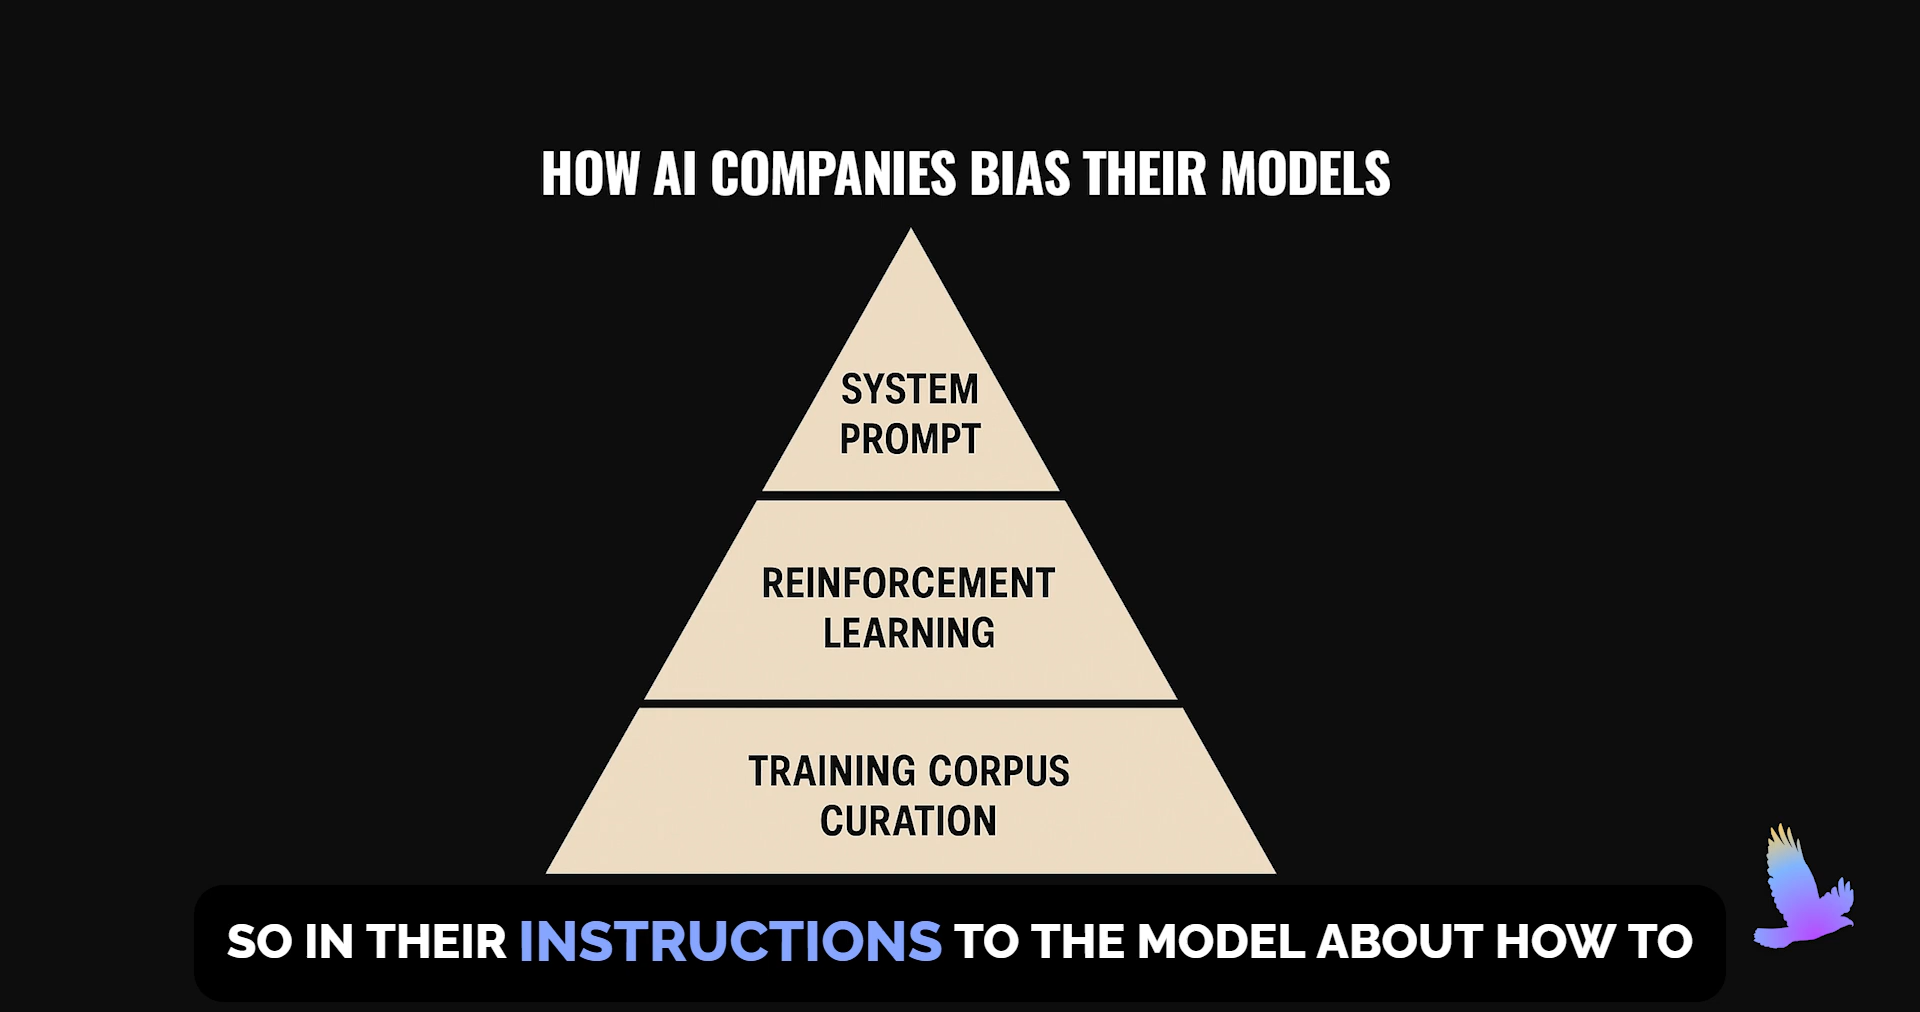 HOW AI COMPANIES BIAS THEIR MODELS
SYSTEM
PROMPT
REINFORCEMENT
LEARNING
TRAINING CORPUS
CURATION
SO IN THEIR INSTRUCTIONS TO THE MODEL ABOUT HOW TO